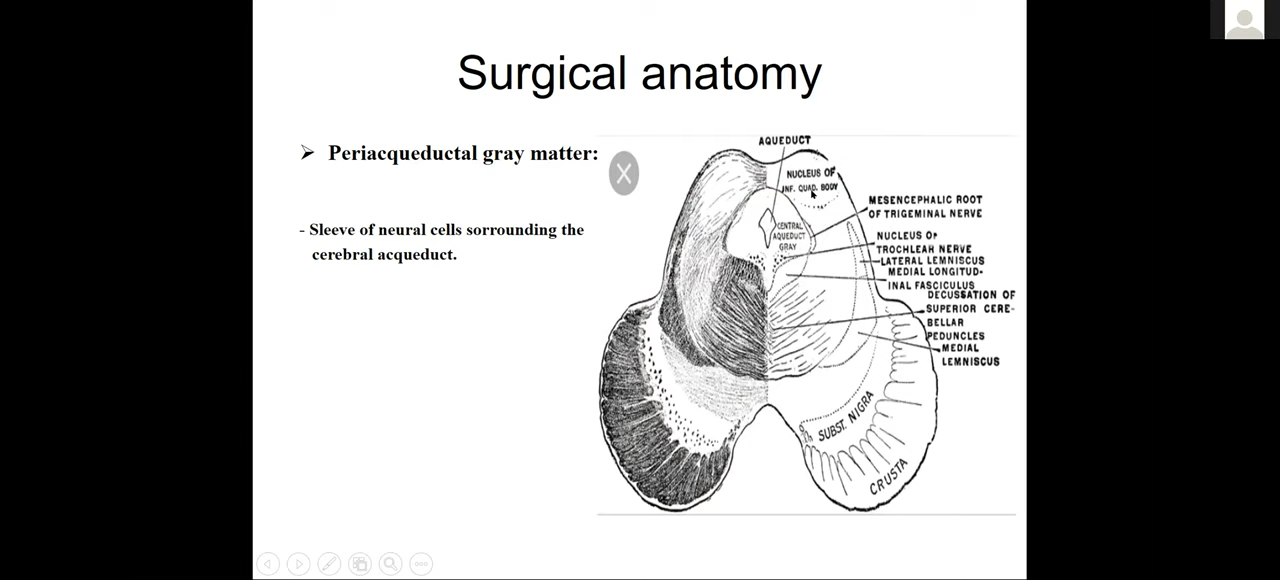 Surgical anatomy
➢ Periacqueductal gray matter:
- Sleeve of neural cells sorrounding the
cerebral acqueduct.
AQUEDUCT
NUCLEUS OF
INF. QUAD. BODY
MESENCEPHALIC ROOT
OF TRIGEMINAL NERVE
CENTRAL
AQUEDUCT
GRAY
NUCLEUS OF
TROCHLEAR NERVE
LATERAL LEMNISCUS
MEDIAL LONGITUD-
INAL FASCICULUS
DECUSSATION OF
SUPERIOR CERE-
BELLAR
PEDUNCLES
MEDIAL
LEMNISCUS
SUBST. NIGRA
CRUSTA